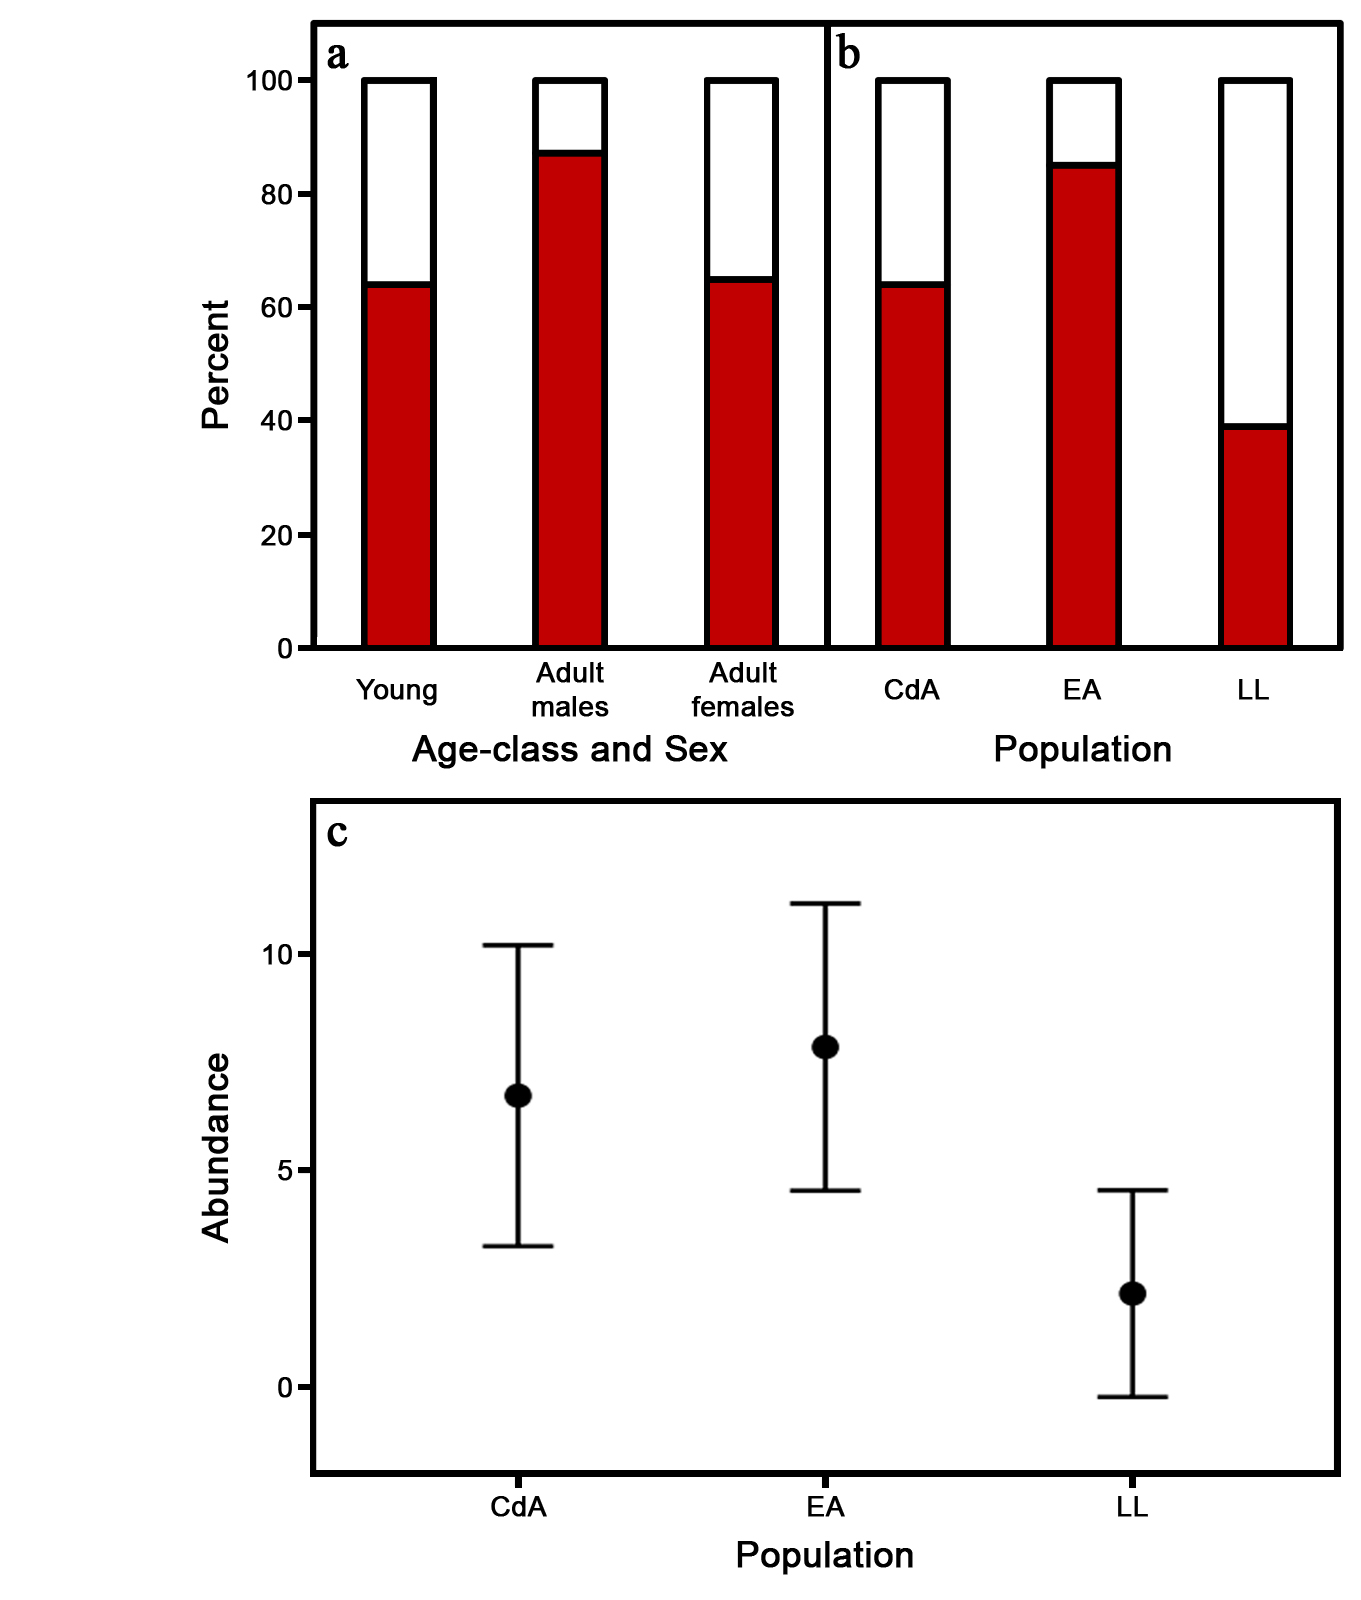 a
b
100
80
60
40
20
0
Percent
Young
Adult
males
Adult
females
CdA
EA
LL
Age-class and Sex
Population
c
10
5
0
Abundance
CdA
EA
LL
Population